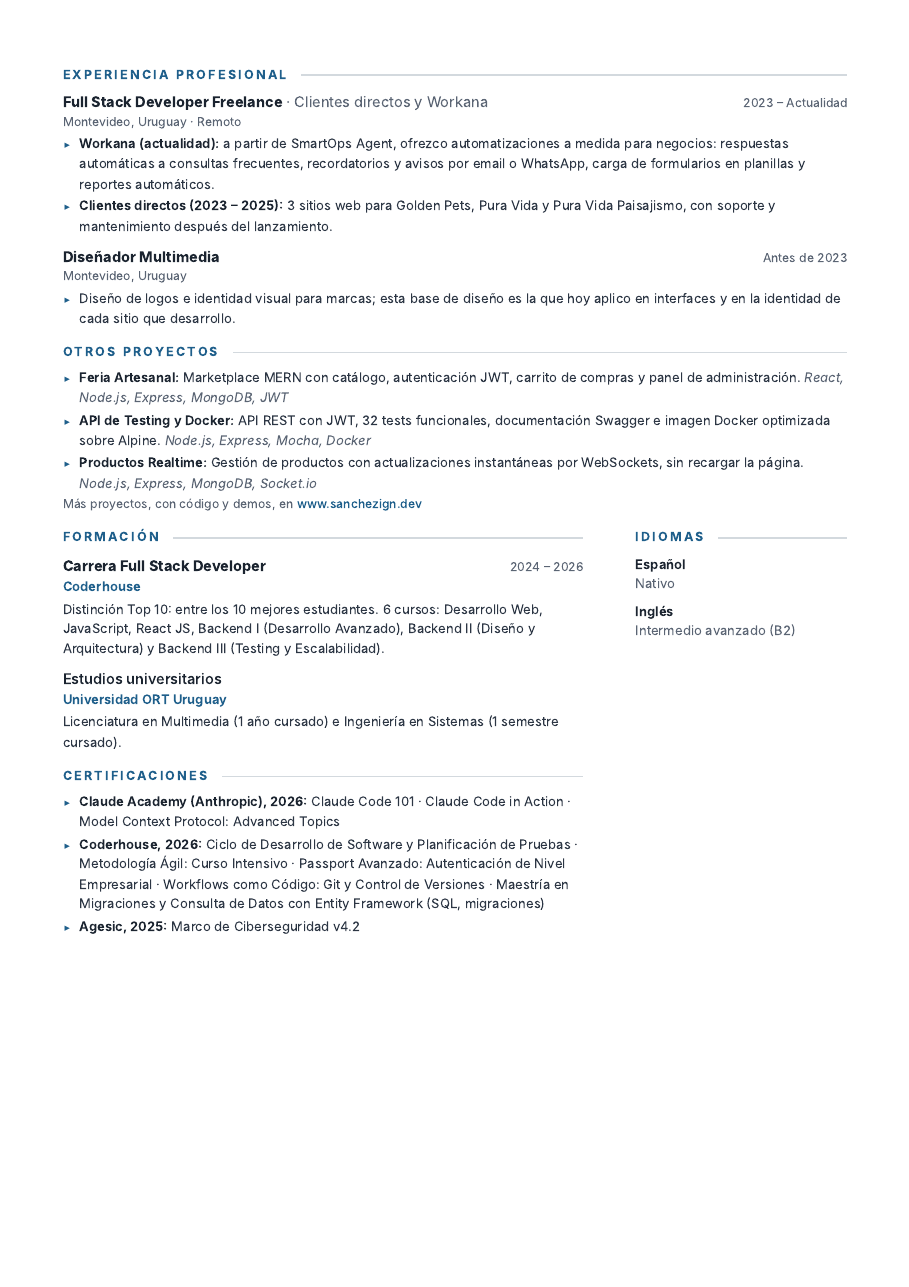 EXPERIENCIA PROFESIONAL
Full Stack Developer Freelance · Clientes directos y Workana 2023 – Actualidad
Montevideo, Uruguay · Remoto
▸ Workana (actualidad): a partir de SmartOps Agent, ofrezco automatizaciones a medida para negocios: respuestas
automáticas a consultas frecuentes, recordatorios y avisos por email o WhatsApp, carga de formularios en planillas y
reportes automáticos.
▸ Clientes directos (2023 – 2025): 3 sitios web para Golden Pets, Pura Vida y Pura Vida Paisajismo, con soporte y
mantenimiento después del lanzamiento.
Diseñador Multimedia Antes de 2023
Montevideo, Uruguay
▸ Diseño de logos e identidad visual para marcas; esta base de diseño es la que hoy aplico en interfaces y en la identidad de
cada sitio que desarrollo.
OTROS PROYECTOS
▸ Feria Artesanal: Marketplace MERN con catálogo, autenticación JWT, carrito de compras y panel de administración. React,
Node.js, Express, MongoDB, JWT
▸ API de Testing y Docker: API REST con JWT, 32 tests funcionales, documentación Swagger e imagen Docker optimizada
sobre Alpine. Node.js, Express, Mocha, Docker
▸ Productos Realtime: Gestión de productos con actualizaciones instantáneas por WebSockets, sin recargar la página.
Node.js, Express, MongoDB, Socket.io
Más proyectos, con código y demos, en www.sanchezign.dev
FORMACIÓN
Carrera Full Stack Developer 2024 – 2026
Coderhouse
Distinción Top 10: entre los 10 mejores estudiantes. 6 cursos: Desarrollo Web,
JavaScript, React JS, Backend I (Desarrollo Avanzado), Backend II (Diseño y
Arquitectura) y Backend III (Testing y Escalabilidad).
Estudios universitarios
Universidad ORT Uruguay
Licenciatura en Multimedia (1 año cursado) e Ingeniería en Sistemas (1 semestre
cursado).
CERTIFICACIONES
▸ Claude Academy (Anthropic), 2026: Claude Code 101 · Claude Code in Action ·
Model Context Protocol: Advanced Topics
▸ Coderhouse, 2026: Ciclo de Desarrollo de Software y Planificación de Pruebas ·
Metodología Ágil: Curso Intensivo · Passport Avanzado: Autenticación de Nivel
Empresarial · Workflows como Código: Git y Control de Versiones · Maestría en
Migraciones y Consulta de Datos con Entity Framework (SQL, migraciones)
▸ Agesic, 2025: Marco de Ciberseguridad v4.2
IDIOMAS
Español
Nativo
Inglés
Intermedio avanzado (B2)